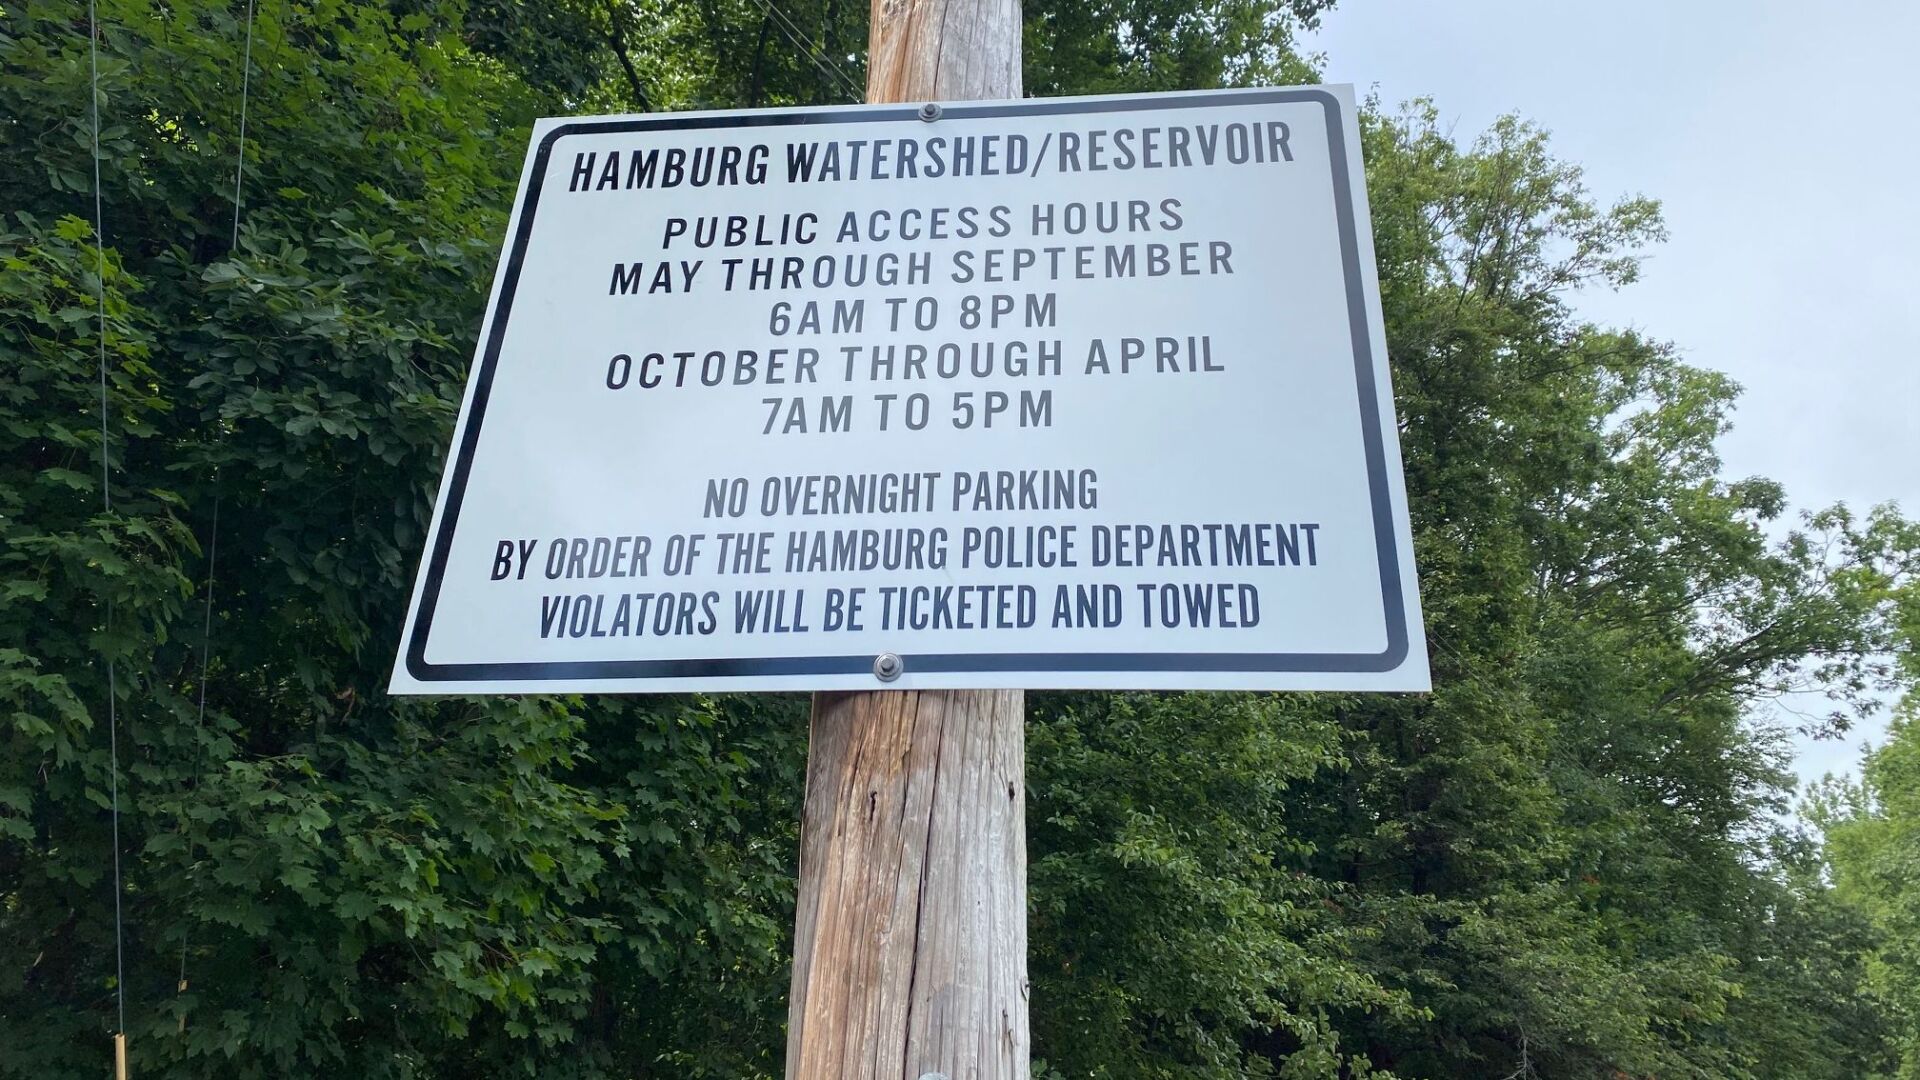 HAMBURG WATERSHED/RESERVOIR
PUBLIC ACCESS HOURS
MAY THROUGH SEPTEMBER
6AM TO 8PM
OCTOBER THROUGH APRIL
7AM TO 5PM
NO OVERNIGHT PARKING
BY ORDER OF THE HAMBURG POLICE DEPARTMENT
VIOLATORS WILL BE TICKETED AND TOWED